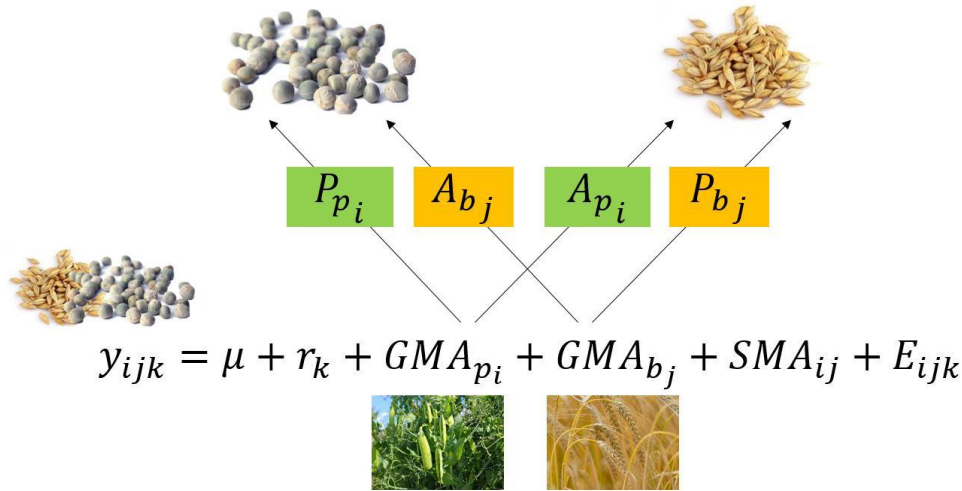 P_{p_i} A_{b_j} A_{p_i} P_{b_j}
y_{ijk} = μ + r_k + GMA_{p_i} + GMA_{b_j} + SMA_{ij} + E_{ijk}